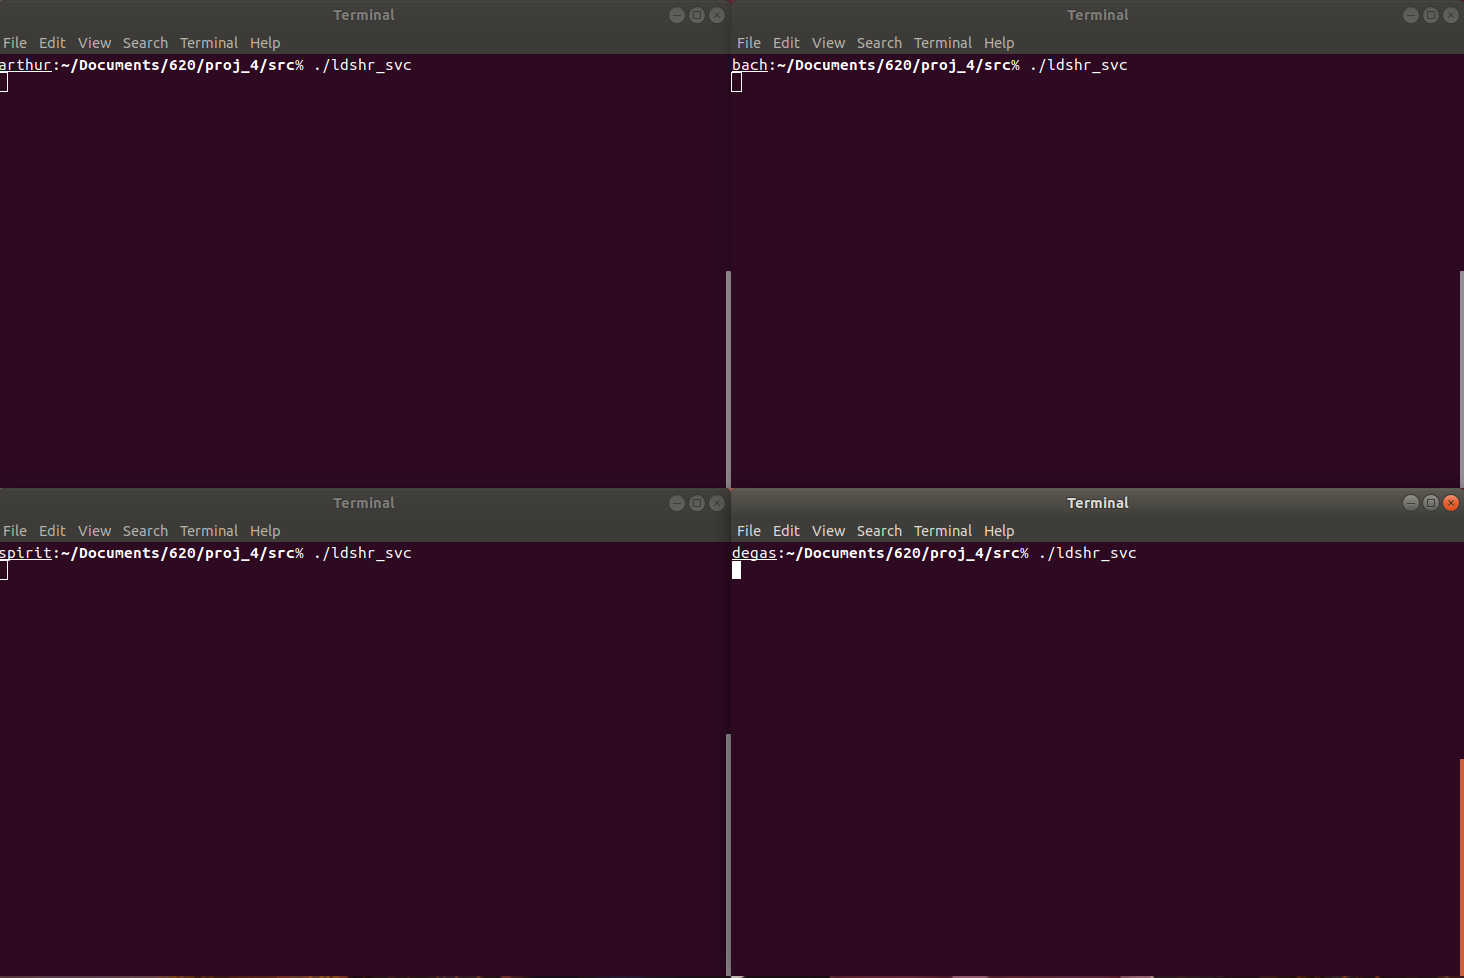 Terminal
File Edit View Search Terminal Help
arthur:~/Documents/620/proj_4/src% ./ldshr_svc
Terminal
File Edit View Search Terminal Help
bach:~/Documents/620/proj_4/src% ./ldshr_svc
Terminal
File Edit View Search Terminal Help
spirit:~/Documents/620/proj_4/src% ./ldshr_svc
Terminal
File Edit View Search Terminal Help
degas:~/Documents/620/proj_4/src% ./ldshr_svc